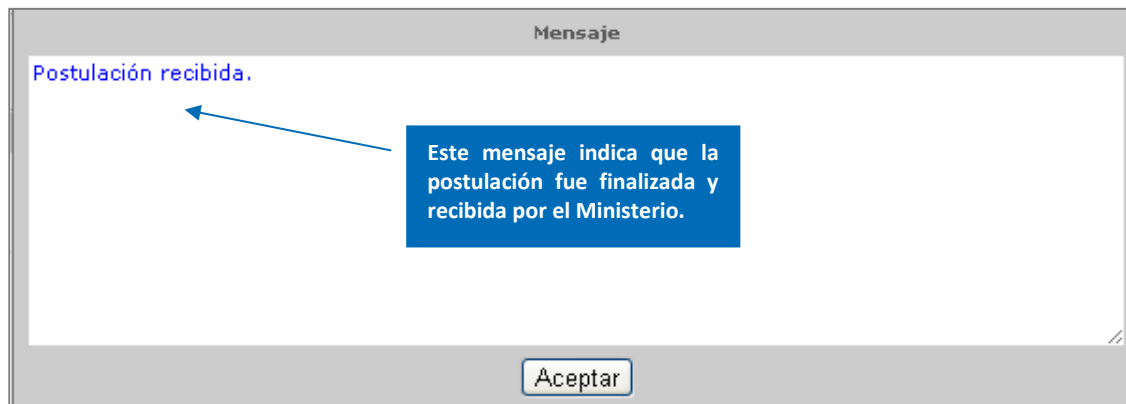 Mensaje
Postulación recibida.
Este mensaje indica que la
postulación fue finalizada y
recibida por el Ministerio.
Aceptar